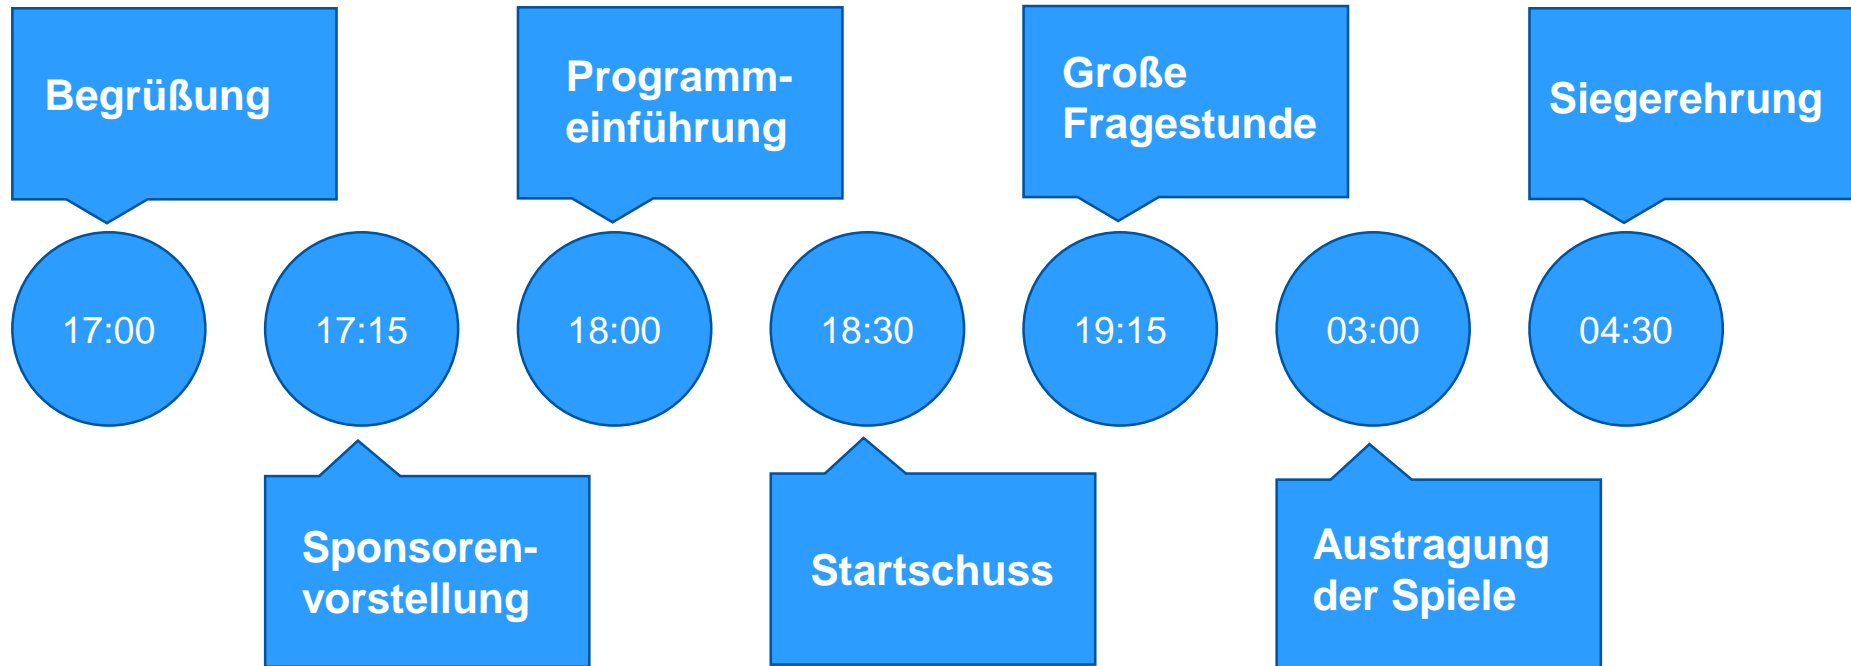 Begrüßung
Programm-
einführung
Große
Fragestunde
Siegerehrung
17:00
17:15
18:00
18:30
19:15
03:00
04:30
Sponsoren-
vorstellung
Startschuss
Austragung
der Spiele